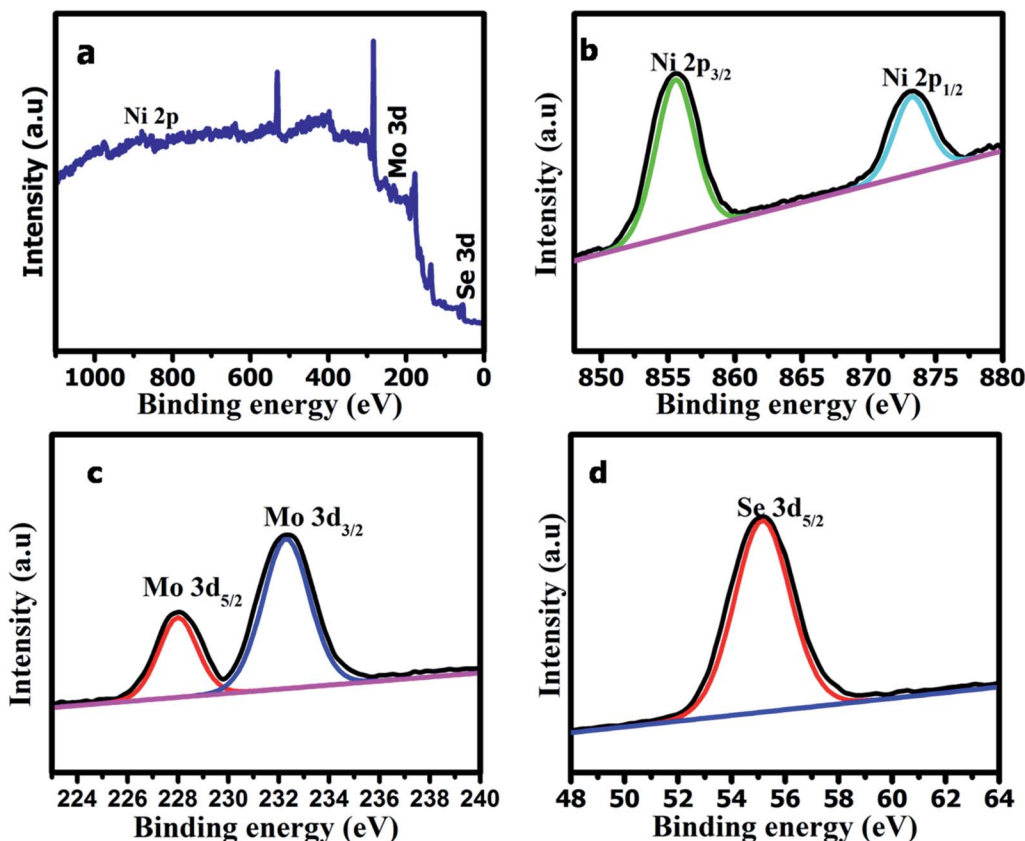 a
Ni 2p
Mo 3d
Se 3d
Intensity (a.u)
1000 800 600 400 200 0
Binding energy (eV)
b
Ni 2p3/2
Ni 2p1/2
Intensity (a.u)
850 855 860 865 870 875 880
Binding energy (eV)
c
Mo 3d3/2
Mo 3d5/2
Intensity (a.u)
224 226 228 230 232 234 236 238 240
Binding energy (eV)
d
Se 3d5/2
Intensity (a.u)
48 50 52 54 56 58 60 62 64
Binding energy (eV)